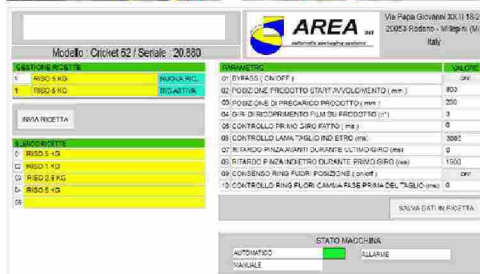 AREA
Via Papa Giovanni XXIII 18-2
20053 Rodano - Millepini (MI
Italy
automatic packaging systems
Modello : Cricket 62 / Seriale : 20.880
GESTIONE RICETTE
1 RISO 5 KG NUOVA RIC.
RISO 5 KG RIC ATTIVA
INVIA RICETTA
ELENCO RICETTE
01 RISO 5 KG
02 RISO 1 KG
03 RISO 2,5 KG
04 RISO 5 KG
05
PARAMETRO VALORE
01 BYPASS ( ON/OFF ) OFF
02 POSIZIONE PRODOTTO START AVVOLGIMENTO ( mm )
03 POSIZIONE DI PRECARICO PRODOTTO ( mm ) 200
04 GIRI DI RICOPRIMENTO FILM SU PRODOTTO (n°) 3
05 CONTROLLO PRIMO GIRO FATTO ( ms ) 0
06 CONTROLLO LAMA TAGLIO INDIETRO (ms) 3000
07 RITARDO PINZA AVANTI DURANTE ULTIMO GIRO (ms) 0
08 RITARDO PINZA INDIETRO DURANTE PRIMO GIRO (ms) 1500
09 CONSENSO RING FUORI POSIZIONE ( on/off ) OFF
10 CONTROLLO RING FUORI CAMMA FASE PRIMA DEL TAGLIO (ms) 0
SALVA DATI IN RICETTA
STATO MACCHINA
AUTOMATICO ALLARME
MANUALE